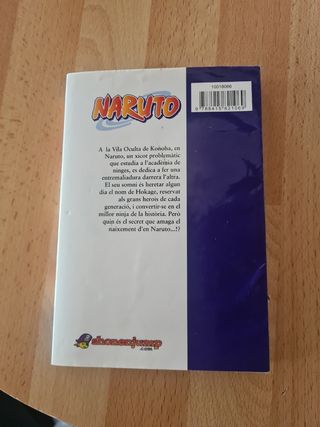 10018086
9788415821069
NARUTO
A la Vila Oculta de Konoha, en
Naruto, un xicot problemàtic
que estudia a l'acadèmia de
ninges, es dedica a fer una
entremaliadura darrera l'altra.
El seu somni és heretar algun
dia el nom de Hokage, reservat
als grans herois de cada
generació, i convertir-se en el
millor ninja de la història. Però
quin és el secret que amaga el
naixement d'en Naruto...!?
shonenjump
.com